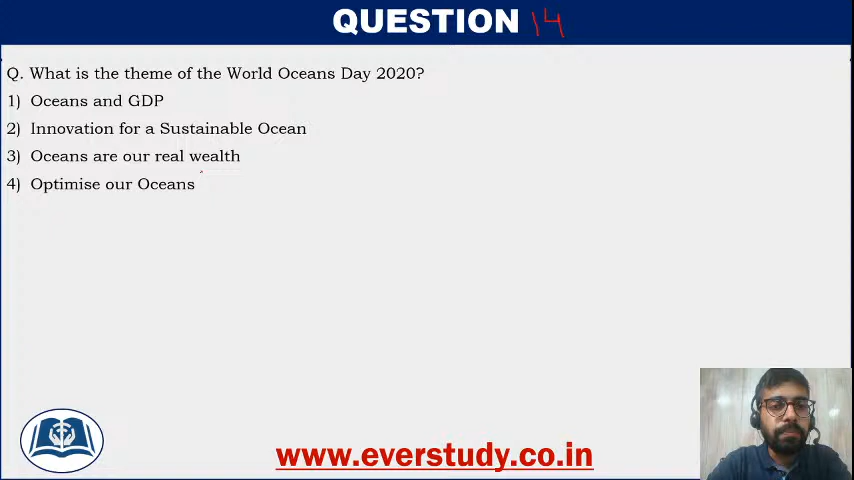 QUESTION 14
Q. What is the theme of the World Oceans Day 2020?
1) Oceans and GDP
2) Innovation for a Sustainable Ocean
3) Oceans are our real wealth
4) Optimise our Oceans
www.everstudy.co.in